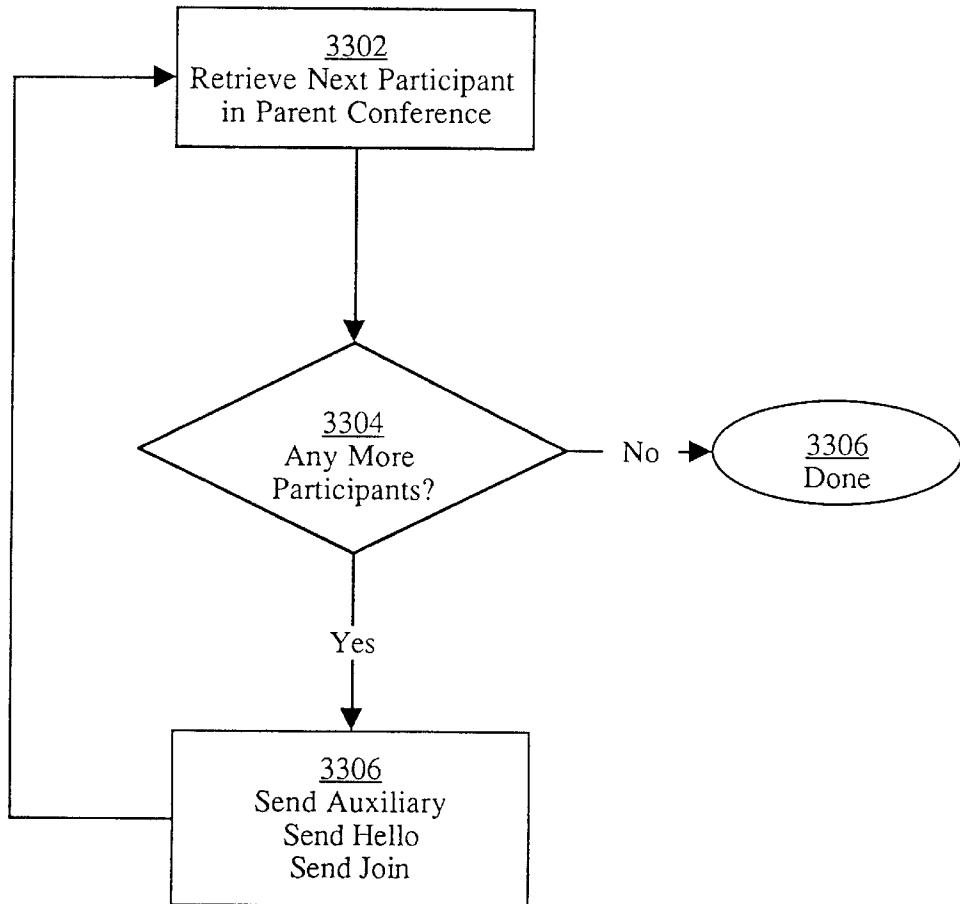 3302
Retrieve Next Participant
in Parent Conference
3304
Any More
Participants?
No
3306
Done
Yes
3306
Send Auxiliary
Send Hello
Send Join